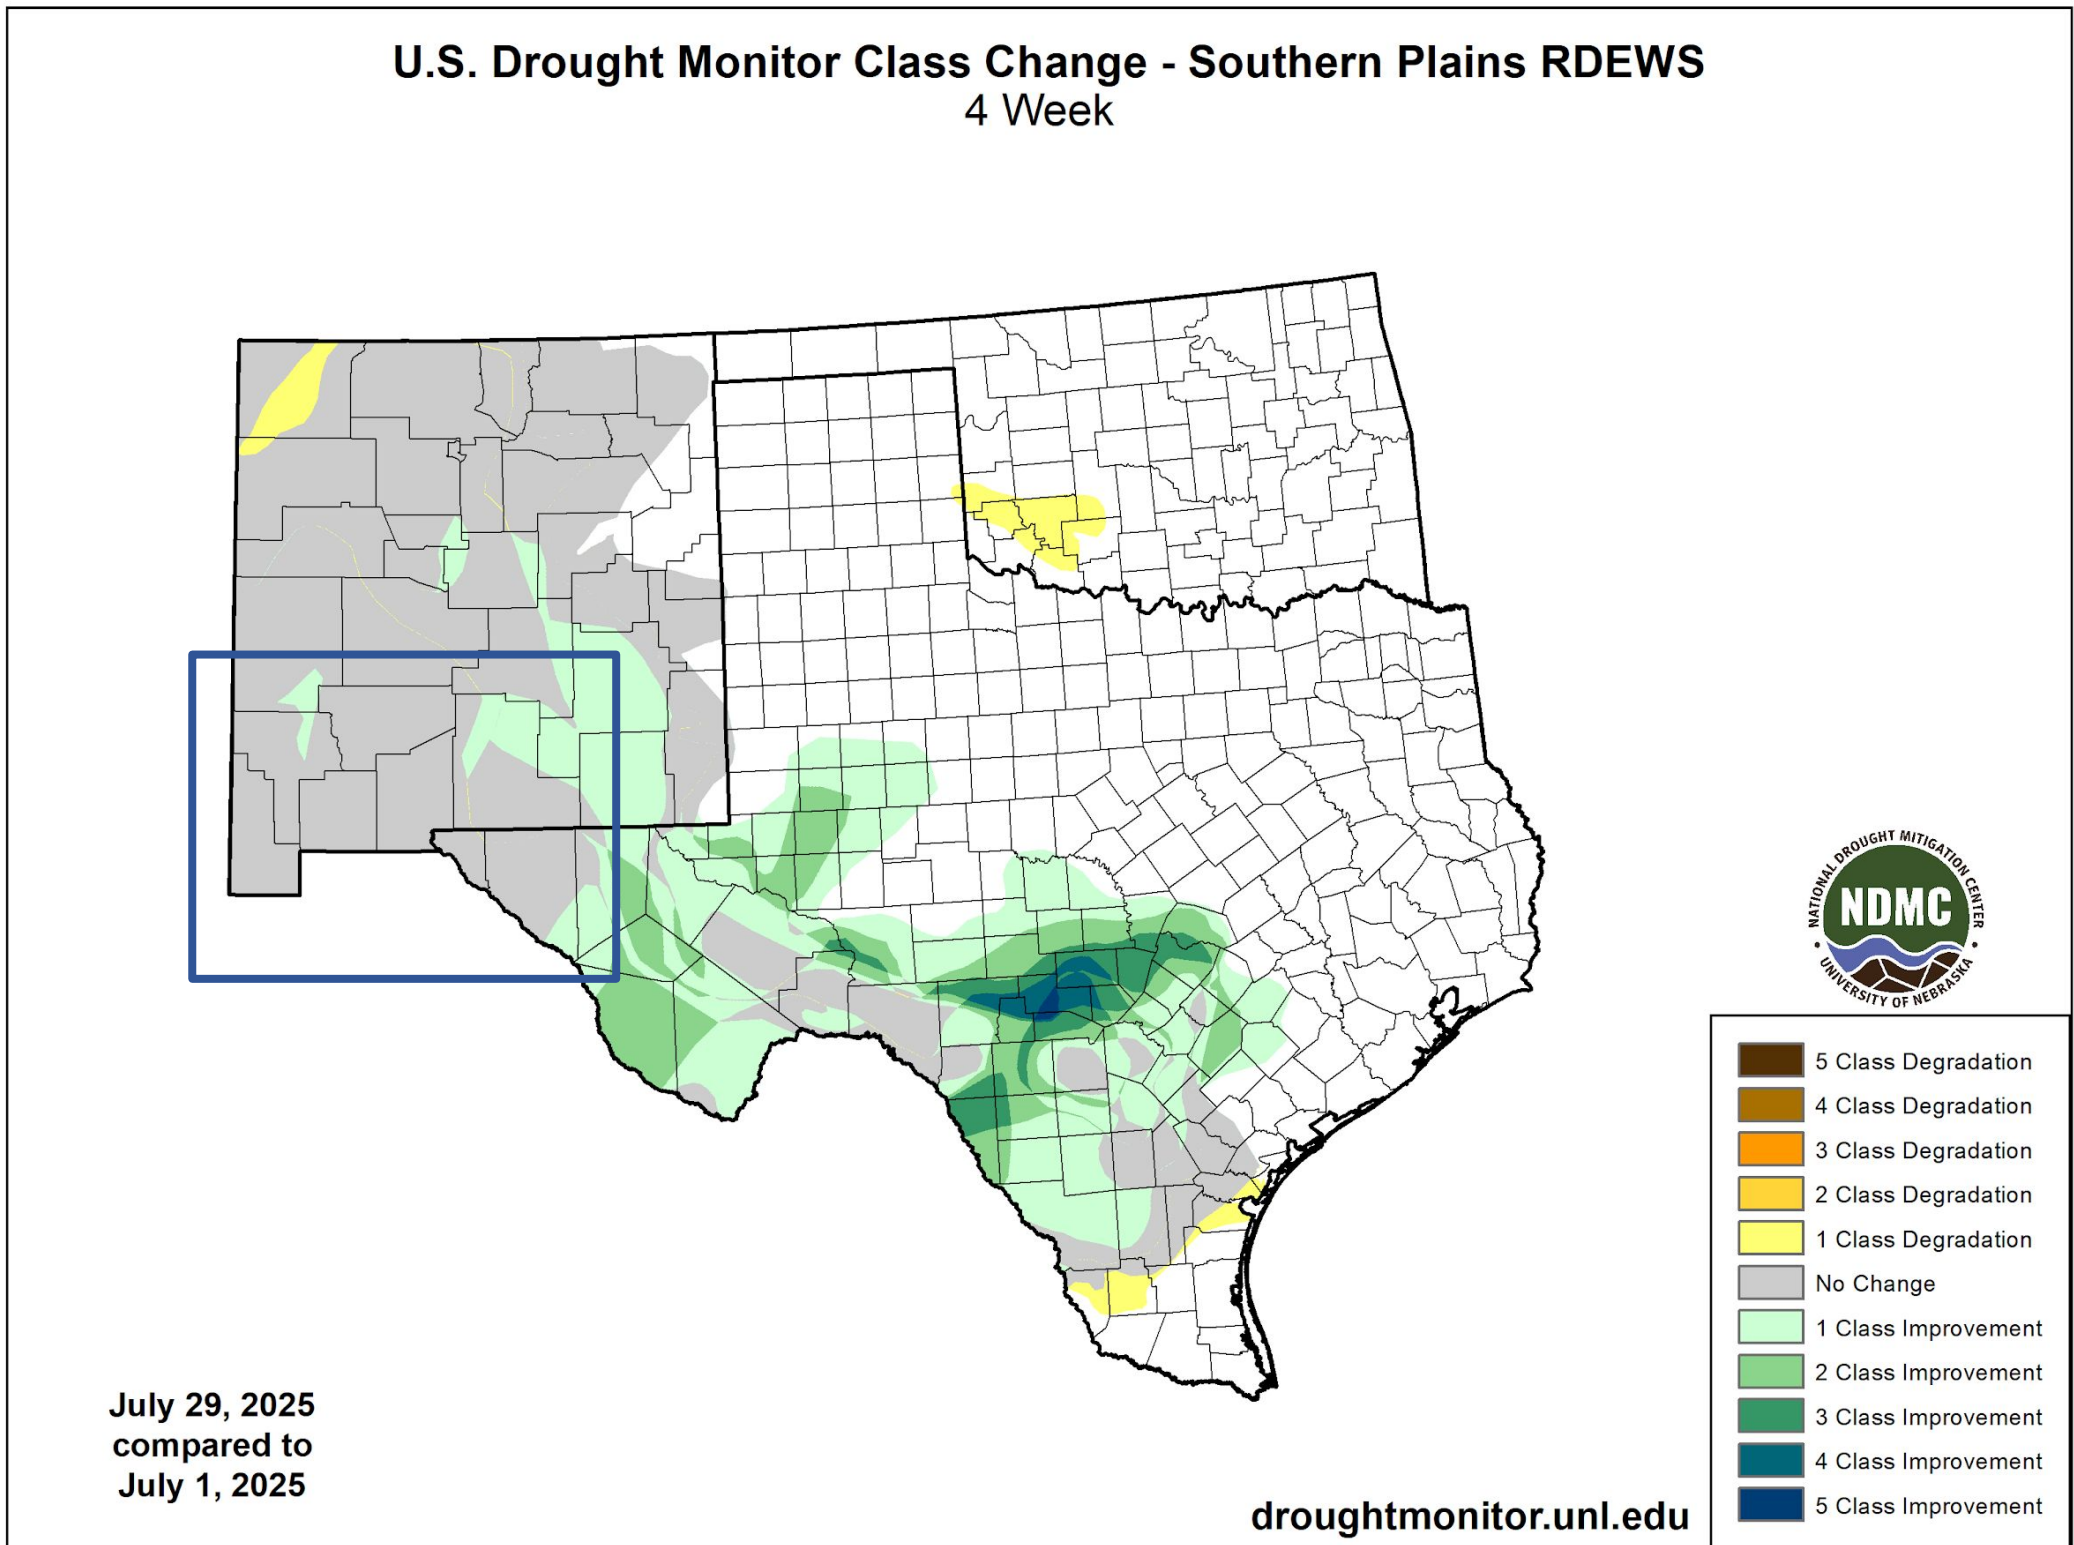 U.S. Drought Monitor Class Change - Southern Plains RDEWS
4 Week
NATIONAL DROUGHT MITIGATION CENTER
NDMC
UNIVERSITY OF NEBRASKA
5 Class Degradation
4 Class Degradation
3 Class Degradation
2 Class Degradation
1 Class Degradation
No Change
1 Class Improvement
2 Class Improvement
3 Class Improvement
4 Class Improvement
5 Class Improvement
July 29, 2025
compared to
July 1, 2025
droughtmonitor.unl.edu